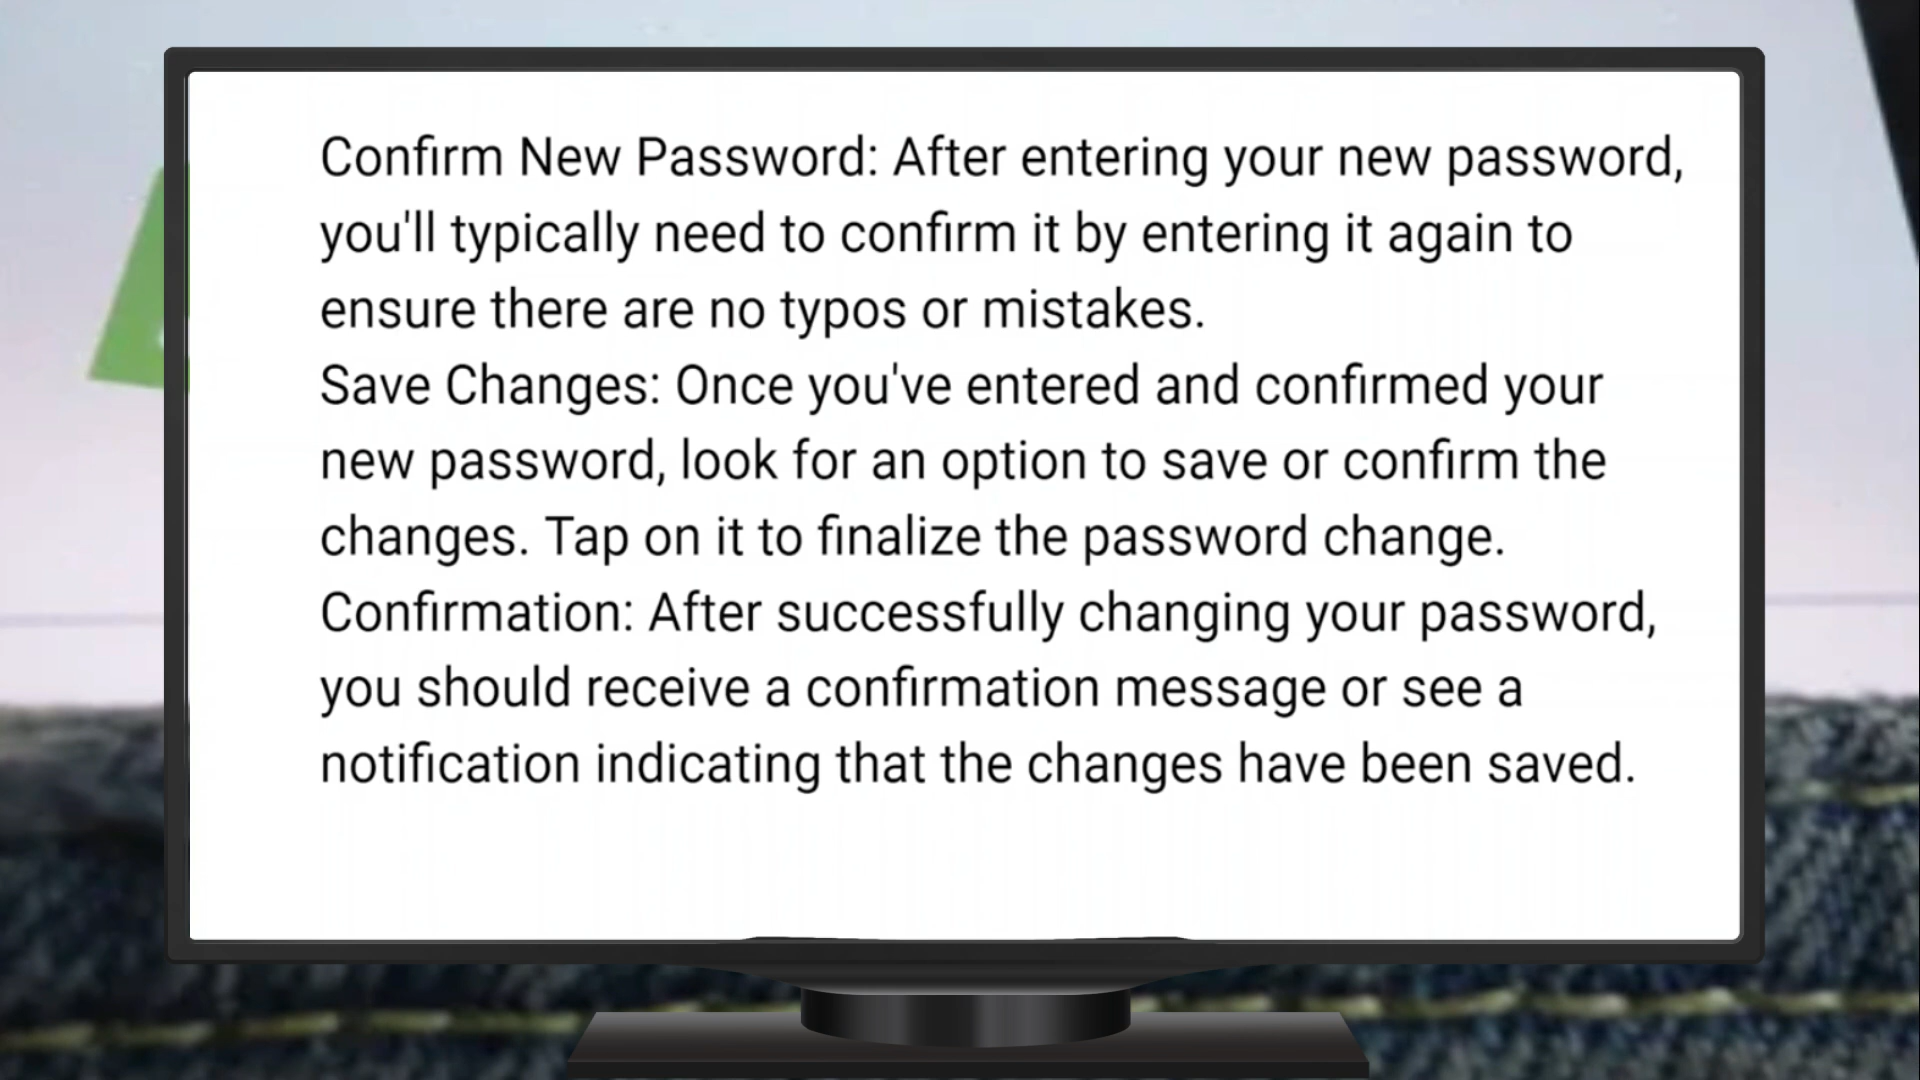 Confirm New Password: After entering your new password,
you'll typically need to confirm it by entering it again to
ensure there are no typos or mistakes.
Save Changes: Once you've entered and confirmed your
new password, look for an option to save or confirm the
changes. Tap on it to finalize the password change.
Confirmation: After successfully changing your password,
you should receive a confirmation message or see a
notification indicating that the changes have been saved.